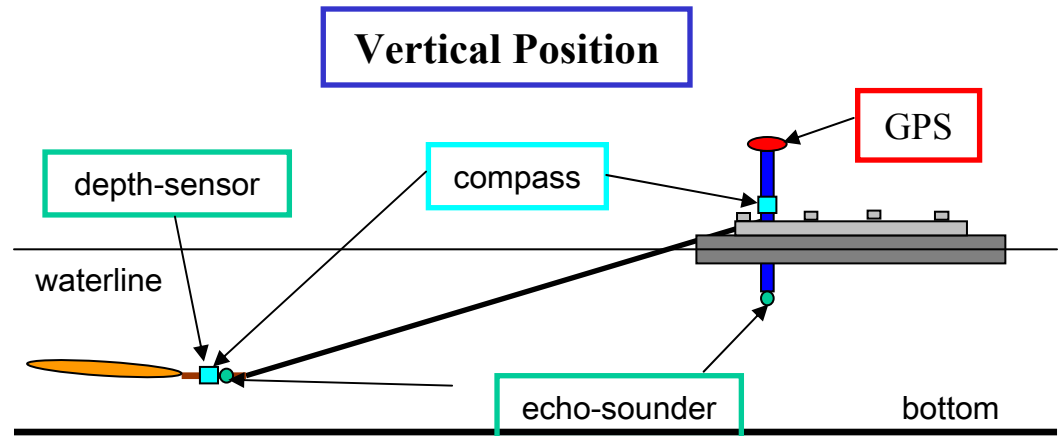 Vertical Position
GPS
depth-sensor
compass
waterline
echo-sounder
bottom